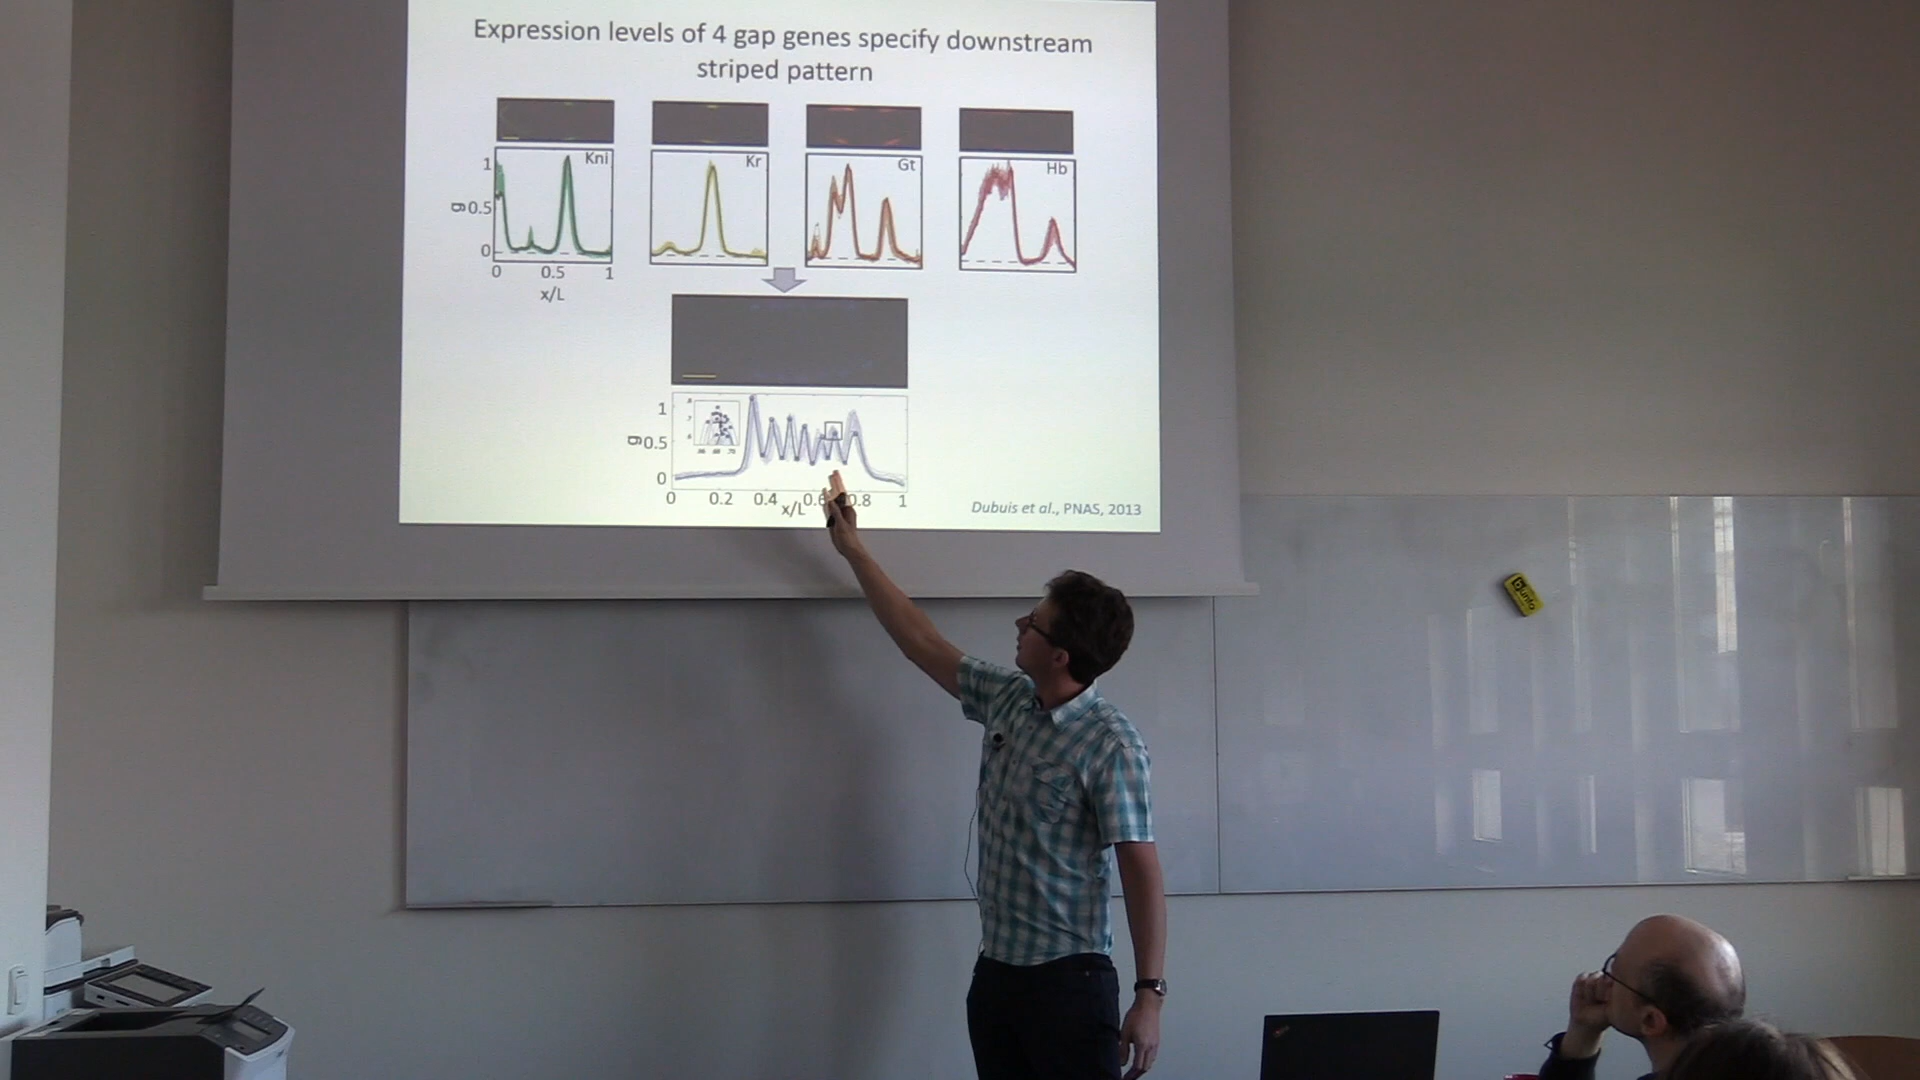 Expression levels of 4 gap genes specify downstream
striped pattern
Kni
Kr
Gt
Hb
1
g 0.5
0
0 0.5 1
x/L
1
g 0.5
0
0 0.2 0.4 0.6 0.8 1
x/L
Dubuis et al., PNAS, 2013